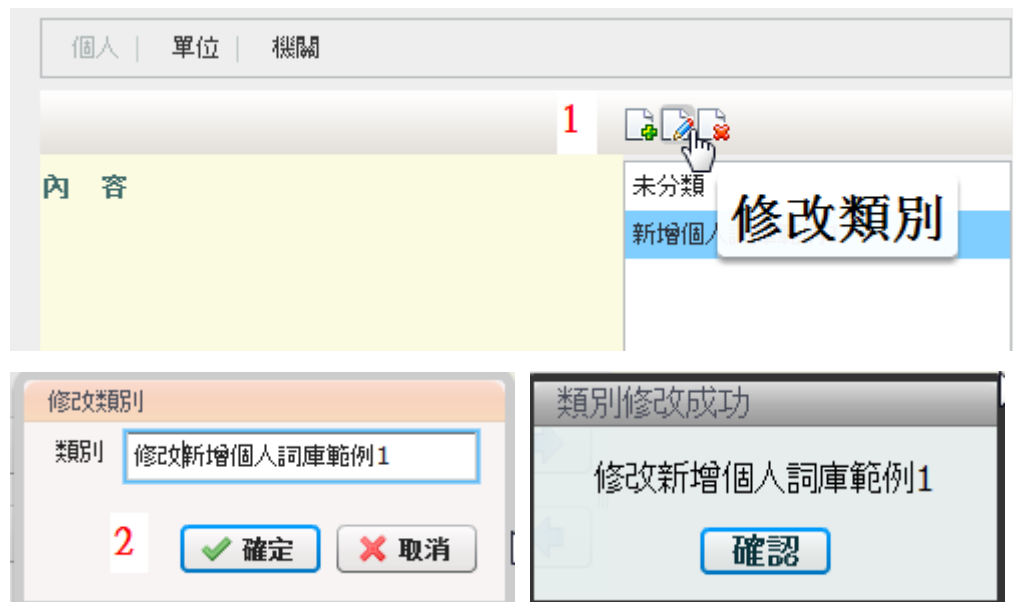 個人｜ 單位｜ 機關
1
內 容
未分類
修改類別
新增個
修改類別
類別 修改新增個人詞庫範例1
2 確定 取消
類別修改成功
修改新增個人詞庫範例1
確認